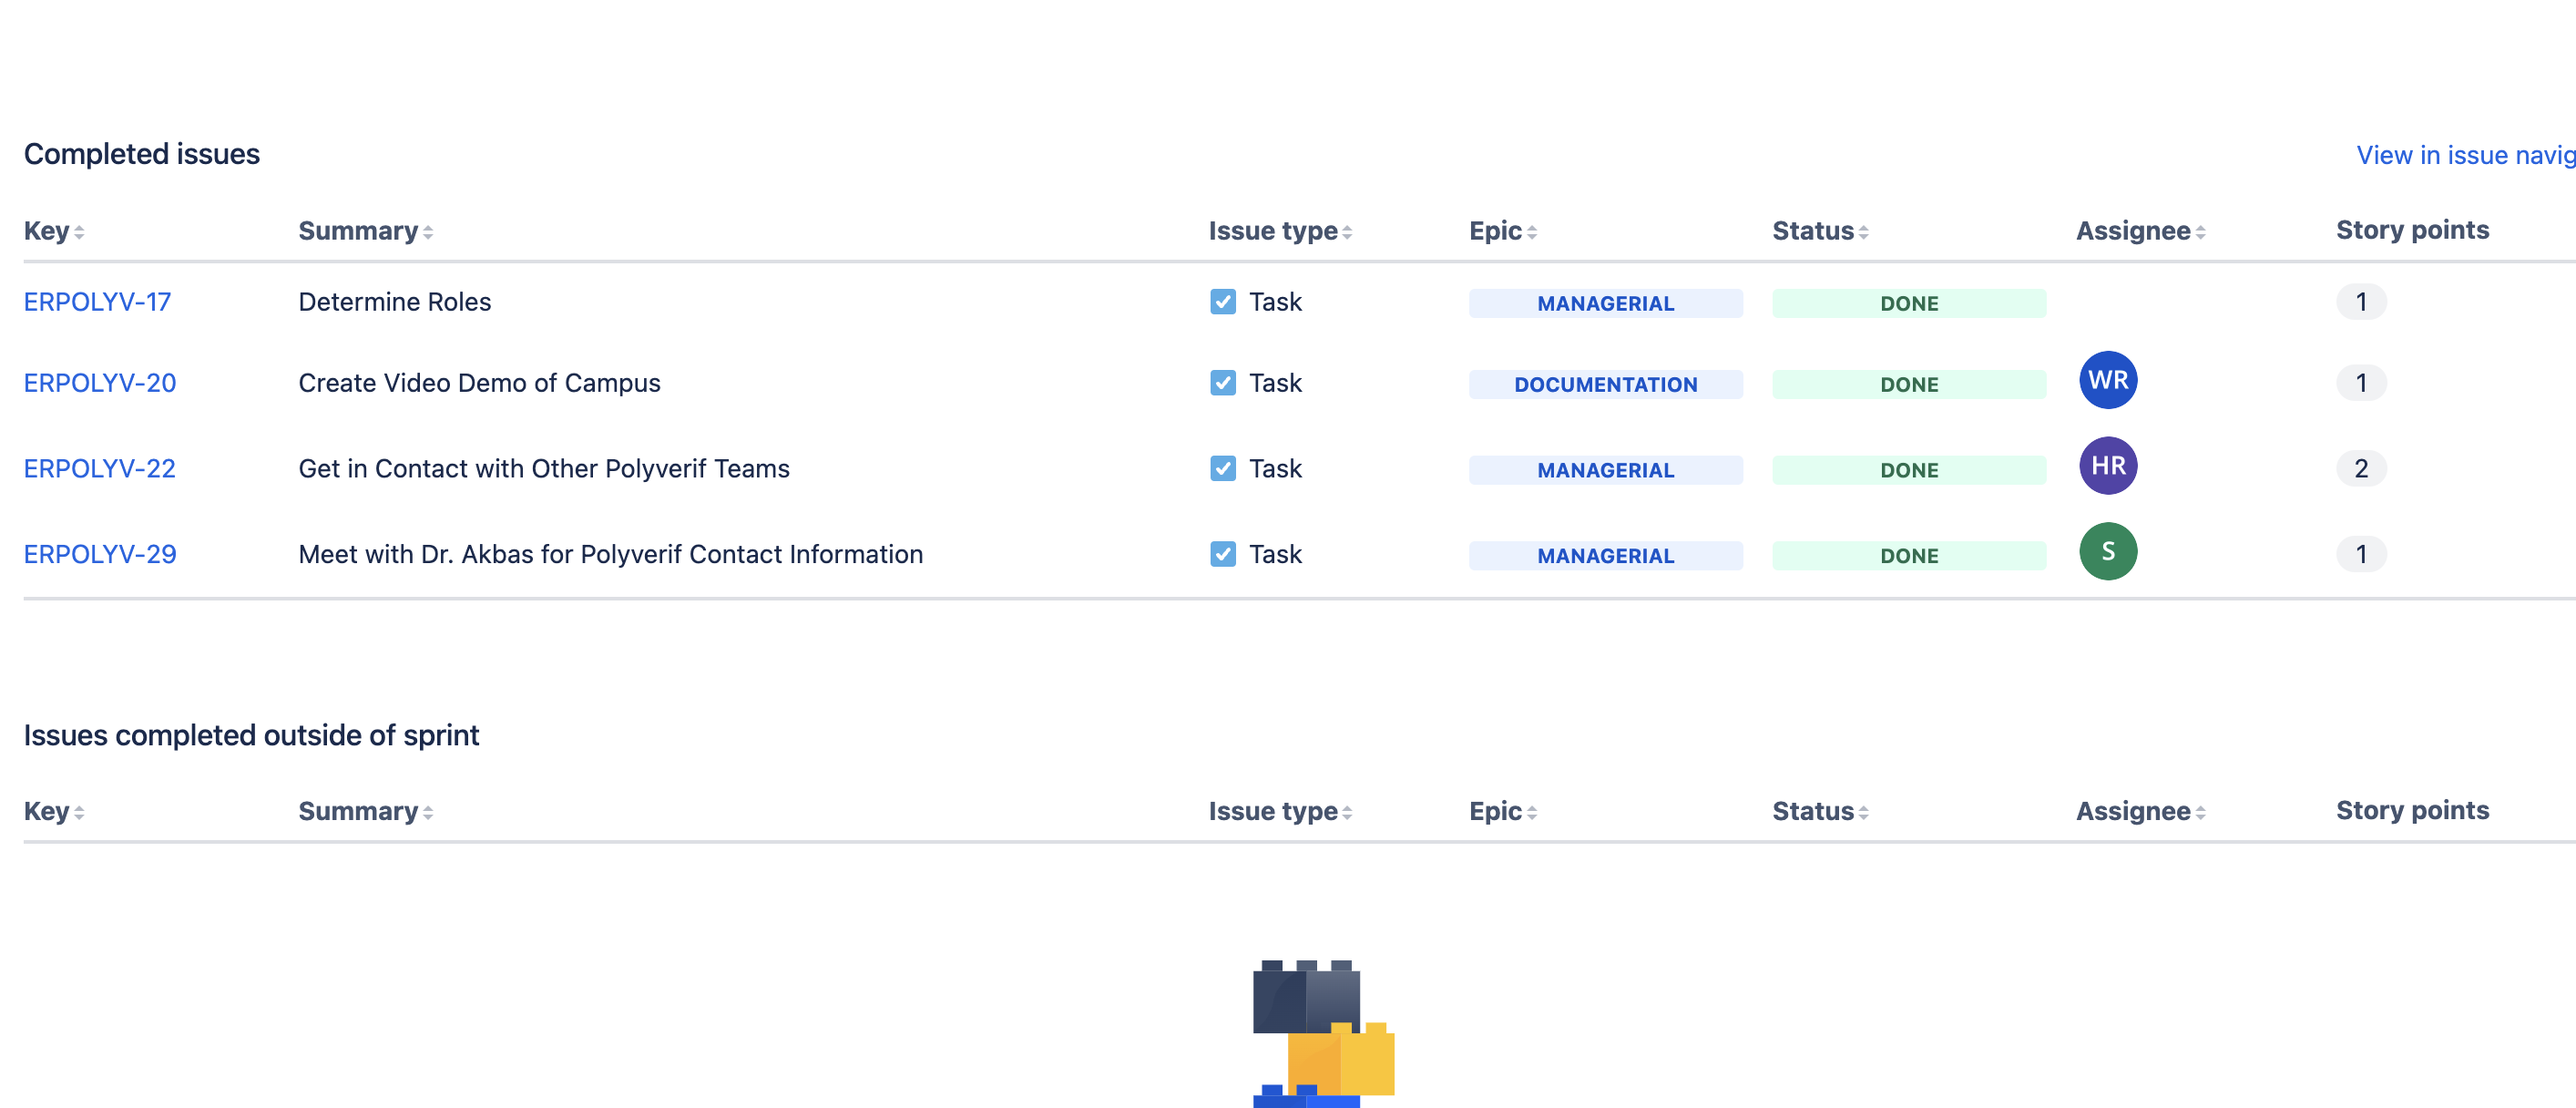 Completed issues
View in issue navig
Key Summary Issue type Epic Status Assignee Story points
ERPOLYV-17 Determine Roles Task MANAGERIAL DONE 1
ERPOLYV-20 Create Video Demo of Campus Task DOCUMENTATION DONE WR 1
ERPOLYV-22 Get in Contact with Other Polyverif Teams Task MANAGERIAL DONE HR 2
ERPOLYV-29 Meet with Dr. Akbas for Polyverif Contact Information Task MANAGERIAL DONE S 1
Issues completed outside of sprint
Key Summary Issue type Epic Status Assignee Story points